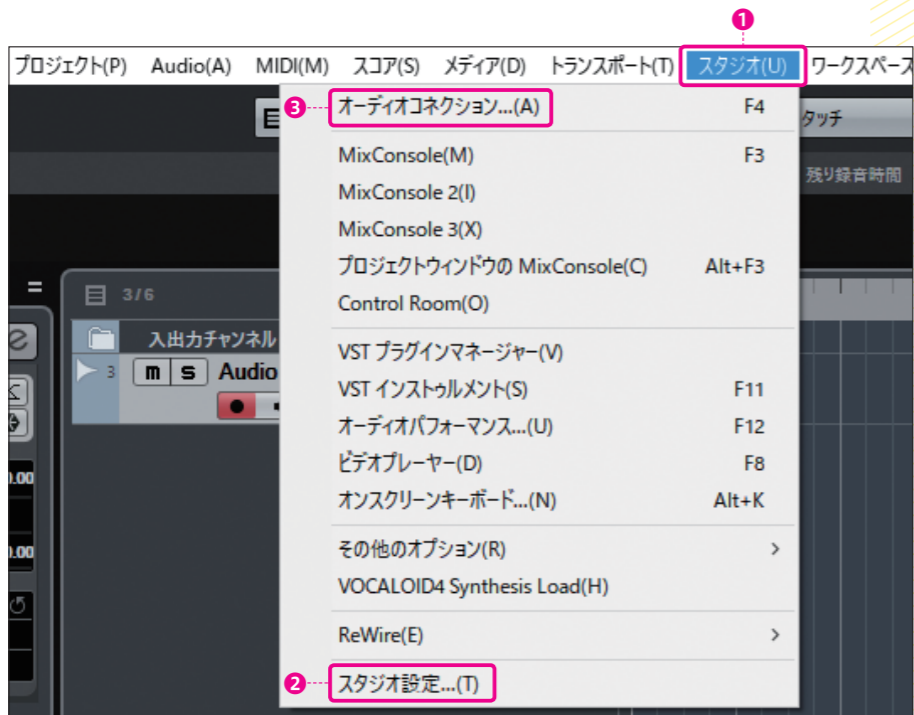 ❶
プロジェクト(P) Audio(A) MIDI(M) スコア(S) メディア(D) トランスポート(T) スタジオ(U) ワークスペース
❸ オーディオコネクション...(A) F4
タッチ
MixConsole(M) F3
残り録音時間
MixConsole 2(I)
MixConsole 3(X)
プロジェクトウィンドウの MixConsole(C) Alt+F3
3/6
Control Room(O)
入出力チャンネル
VST プラグインマネージャー(V)
3 m s Audio
VST インストゥルメント(S) F11
オーディオパフォーマンス...(U) F12
ビデオプレーヤー(D) F8
オンスクリーンキーボード...(N) Alt+K
その他のオプション(R) >
VOCALOID4 Synthesis Load(H)
ReWire(E) >
❷ スタジオ設定...(T)